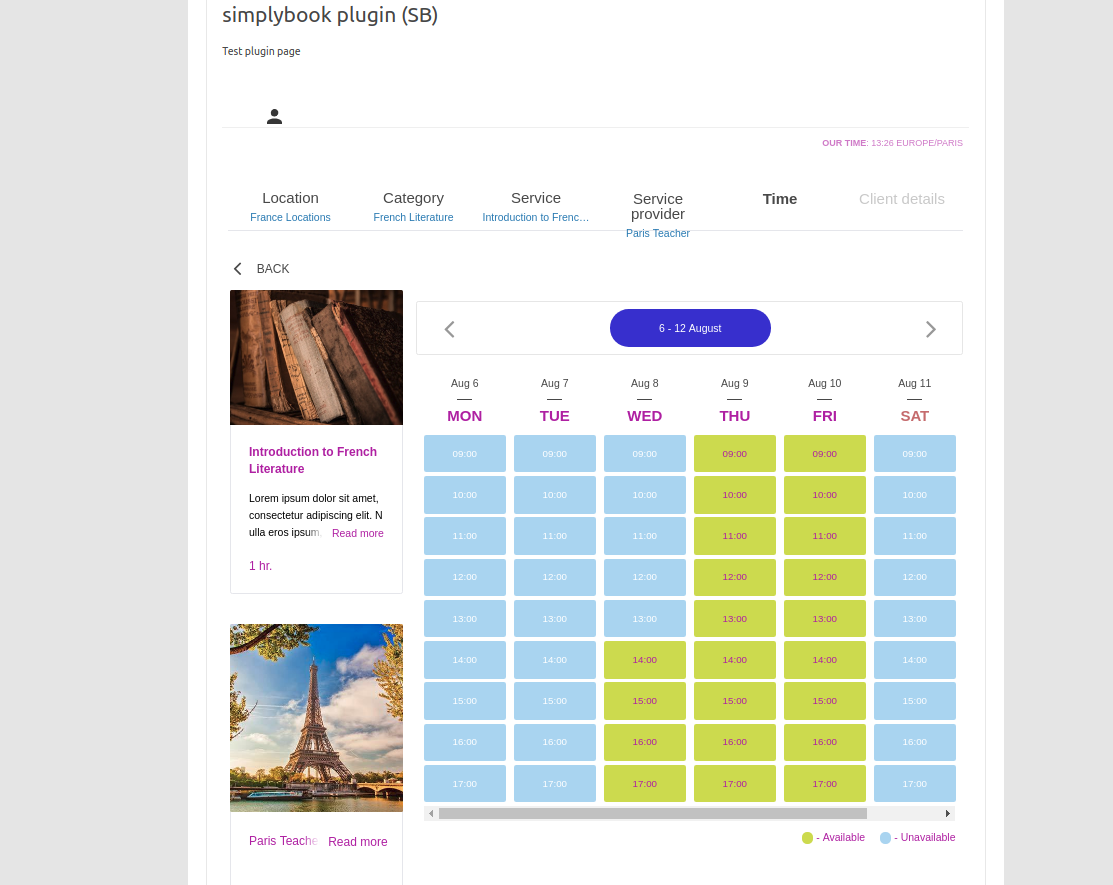 simplybook plugin (SB)
Test plugin page
OUR TIME: 13:26 EUROPE/PARIS
Location Category Service Service provider Time Client details
France Locations French Literature Introduction to Frenc… Paris Teacher
BACK
6 - 12 August
Aug 6 Aug 7 Aug 8 Aug 9 Aug 10 Aug 11
MON TUE WED THU FRI SAT
09:00 09:00 09:00 09:00 09:00 09:00
10:00 10:00 10:00 10:00 10:00 10:00
11:00 11:00 11:00 11:00 11:00 11:00
12:00 12:00 12:00 12:00 12:00 12:00
13:00 13:00 13:00 13:00 13:00 13:00
14:00 14:00 14:00 14:00 14:00 14:00
15:00 15:00 15:00 15:00 15:00 15:00
16:00 16:00 16:00 16:00 16:00 16:00
17:00 17:00 17:00 17:00 17:00 17:00
- Available - Unavailable
Introduction to French
Literature
Lorem ipsum dolor sit amet,
consectetur adipiscing elit. N
ulla eros ipsum, Read more
1 hr.
Paris Teache Read more